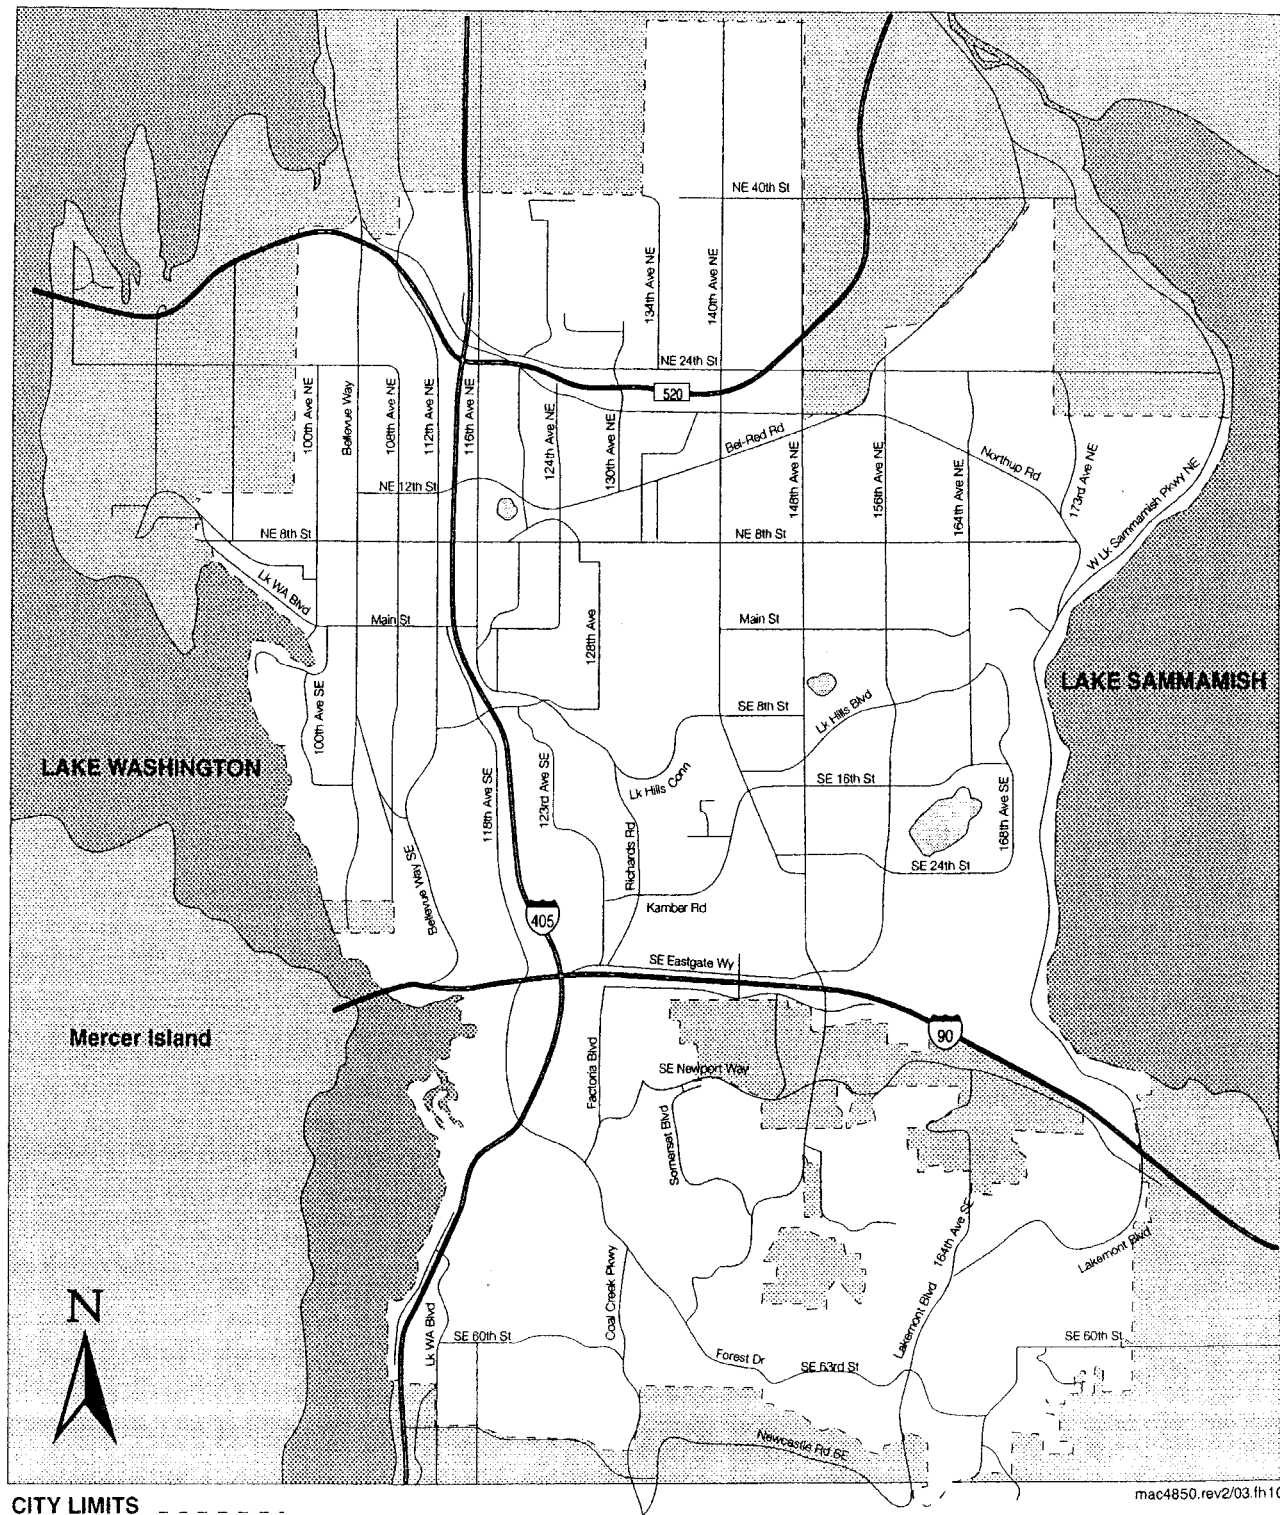 NE 40th St
134th Ave NE
140th Ave NE
NE 24th St
520
100th Ave NE
Bellevue Way
108th Ave NE
112th Ave NE
116th Ave NE
124th Ave NE
130th Ave NE
Bel-Red Rd
148th Ave NE
156th Ave NE
164th Ave NE
Northup Rd
173rd Ave NE
W Lk Sammamish Pkwy NE
NE 12th St
NE 8th St
NE 8th St
Lk WA Blvd
Main St
128th Ave
Main St
LAKE SAMMAMISH
100th Ave SE
SE 8th St
Lk Hills Blvd
LAKE WASHINGTON
118th Ave SE
123rd Ave SE
Lk Hills Conn
SE 16th St
168th Ave SE
Richards Rd
SE 24th St
Bellevue Way SE
Kamber Rd
405
SE Eastgate Wy
Mercer Island
90
Factoria Blvd
SE Newport Way
Somerset Blvd
164th Ave SE
Lakemont Blvd
Coal Creek Pkwy
Lakemont Blvd
N
Lk WA Blvd
SE 60th St
SE 60th St
Forest Dr
SE 63rd St
Newcastle Rd SE
mac4850.rev2/03.fh10
CITY LIMITS